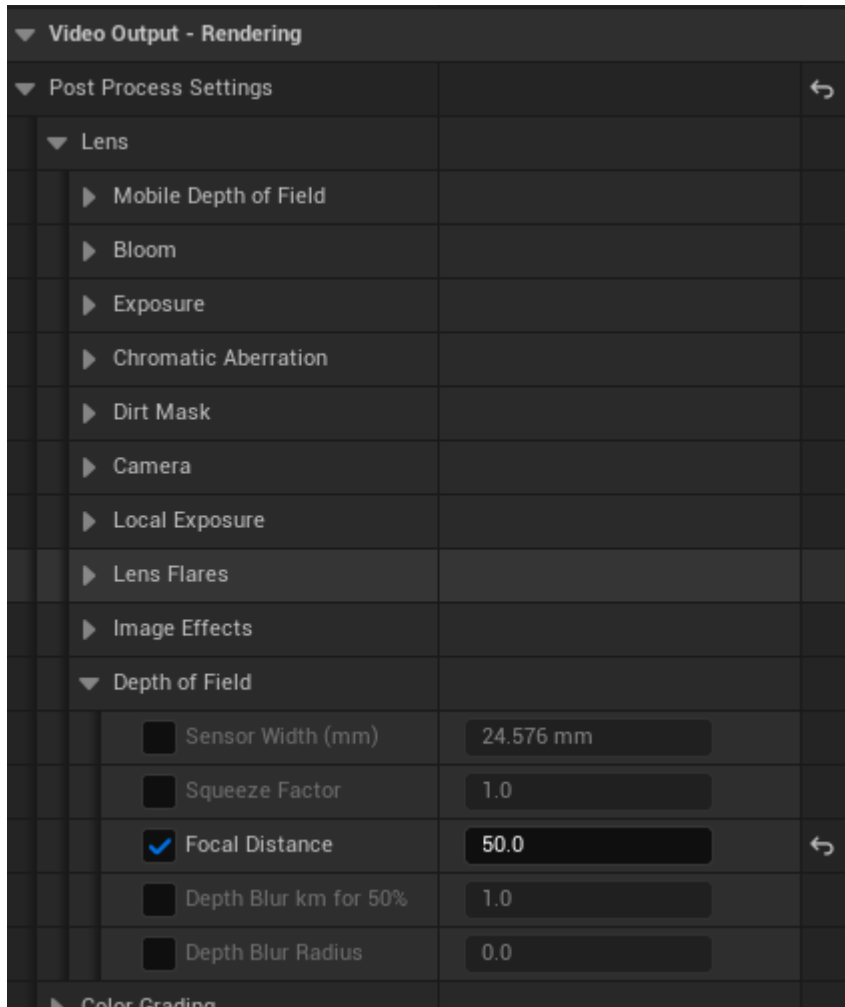 Video Output - Rendering
Post Process Settings
Lens
Mobile Depth of Field
Bloom
Exposure
Chromatic Aberration
Dirt Mask
Camera
Local Exposure
Lens Flares
Image Effects
Depth of Field
Sensor Width (mm) 24.576 mm
Squeeze Factor 1.0
Focal Distance 50.0
Depth Blur km for 50% 1.0
Depth Blur Radius 0.0
Color Grading